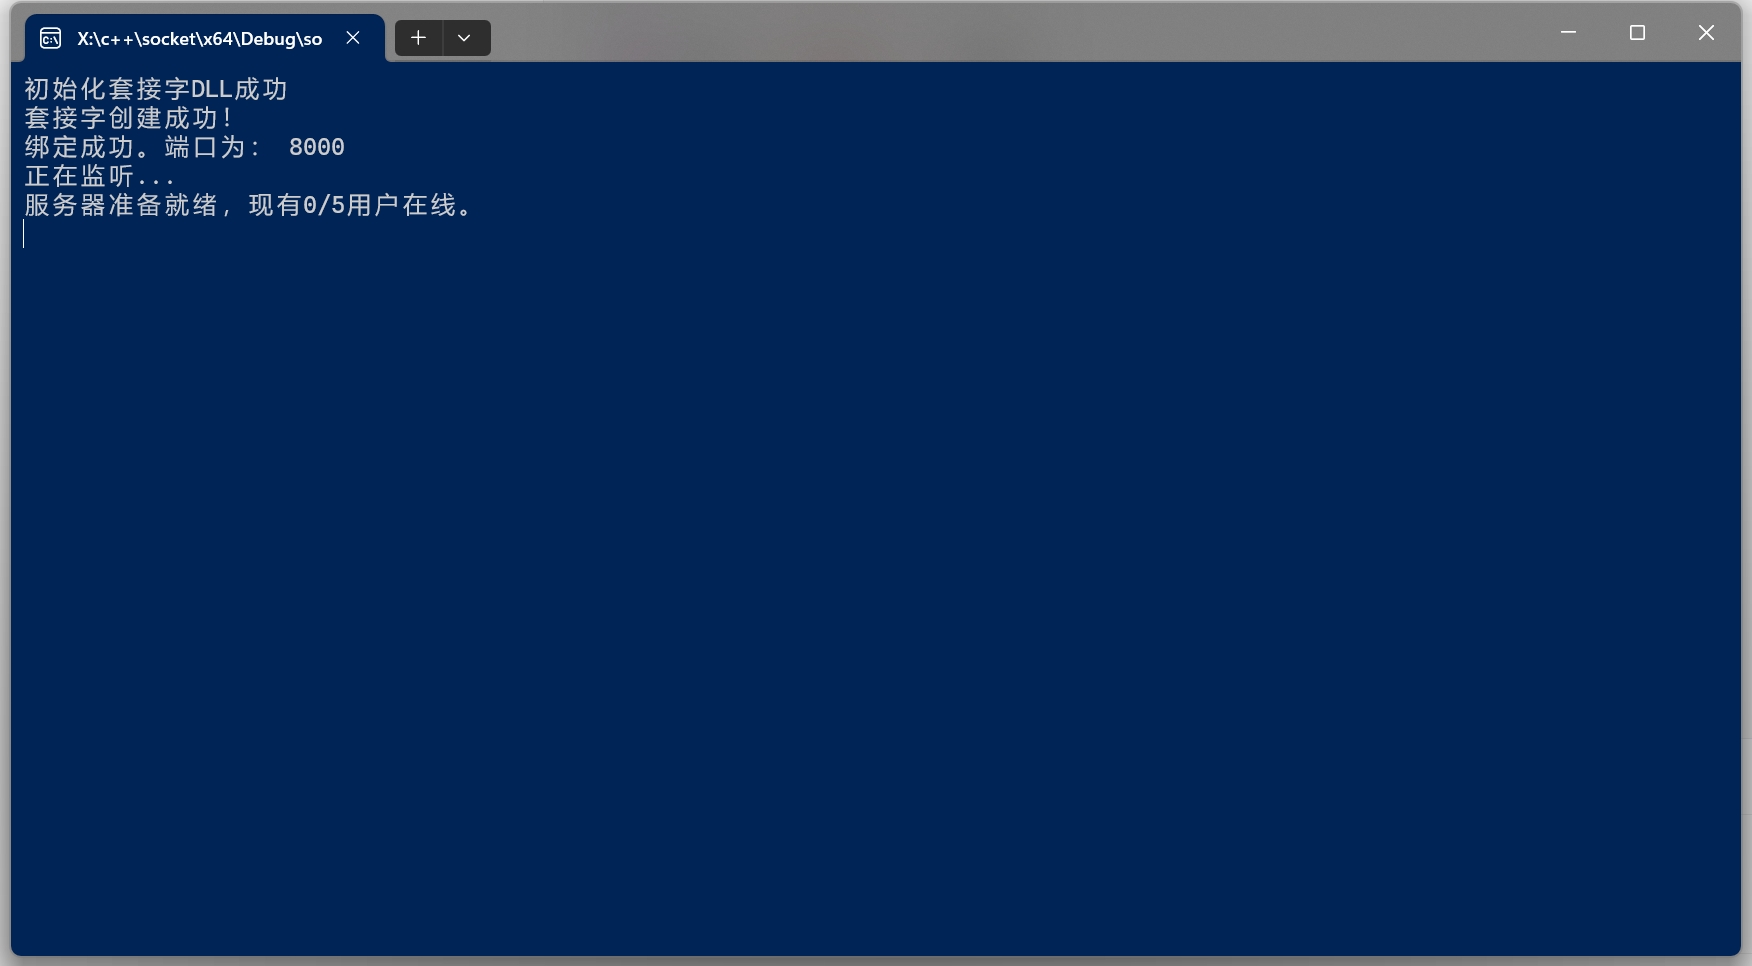 X:\c++\socket\x64\Debug\so
初始化套接字DLL成功
套接字创建成功！
绑定成功。端口为： 8000
正在监听...
服务器准备就绪，现有0/5用户在线。